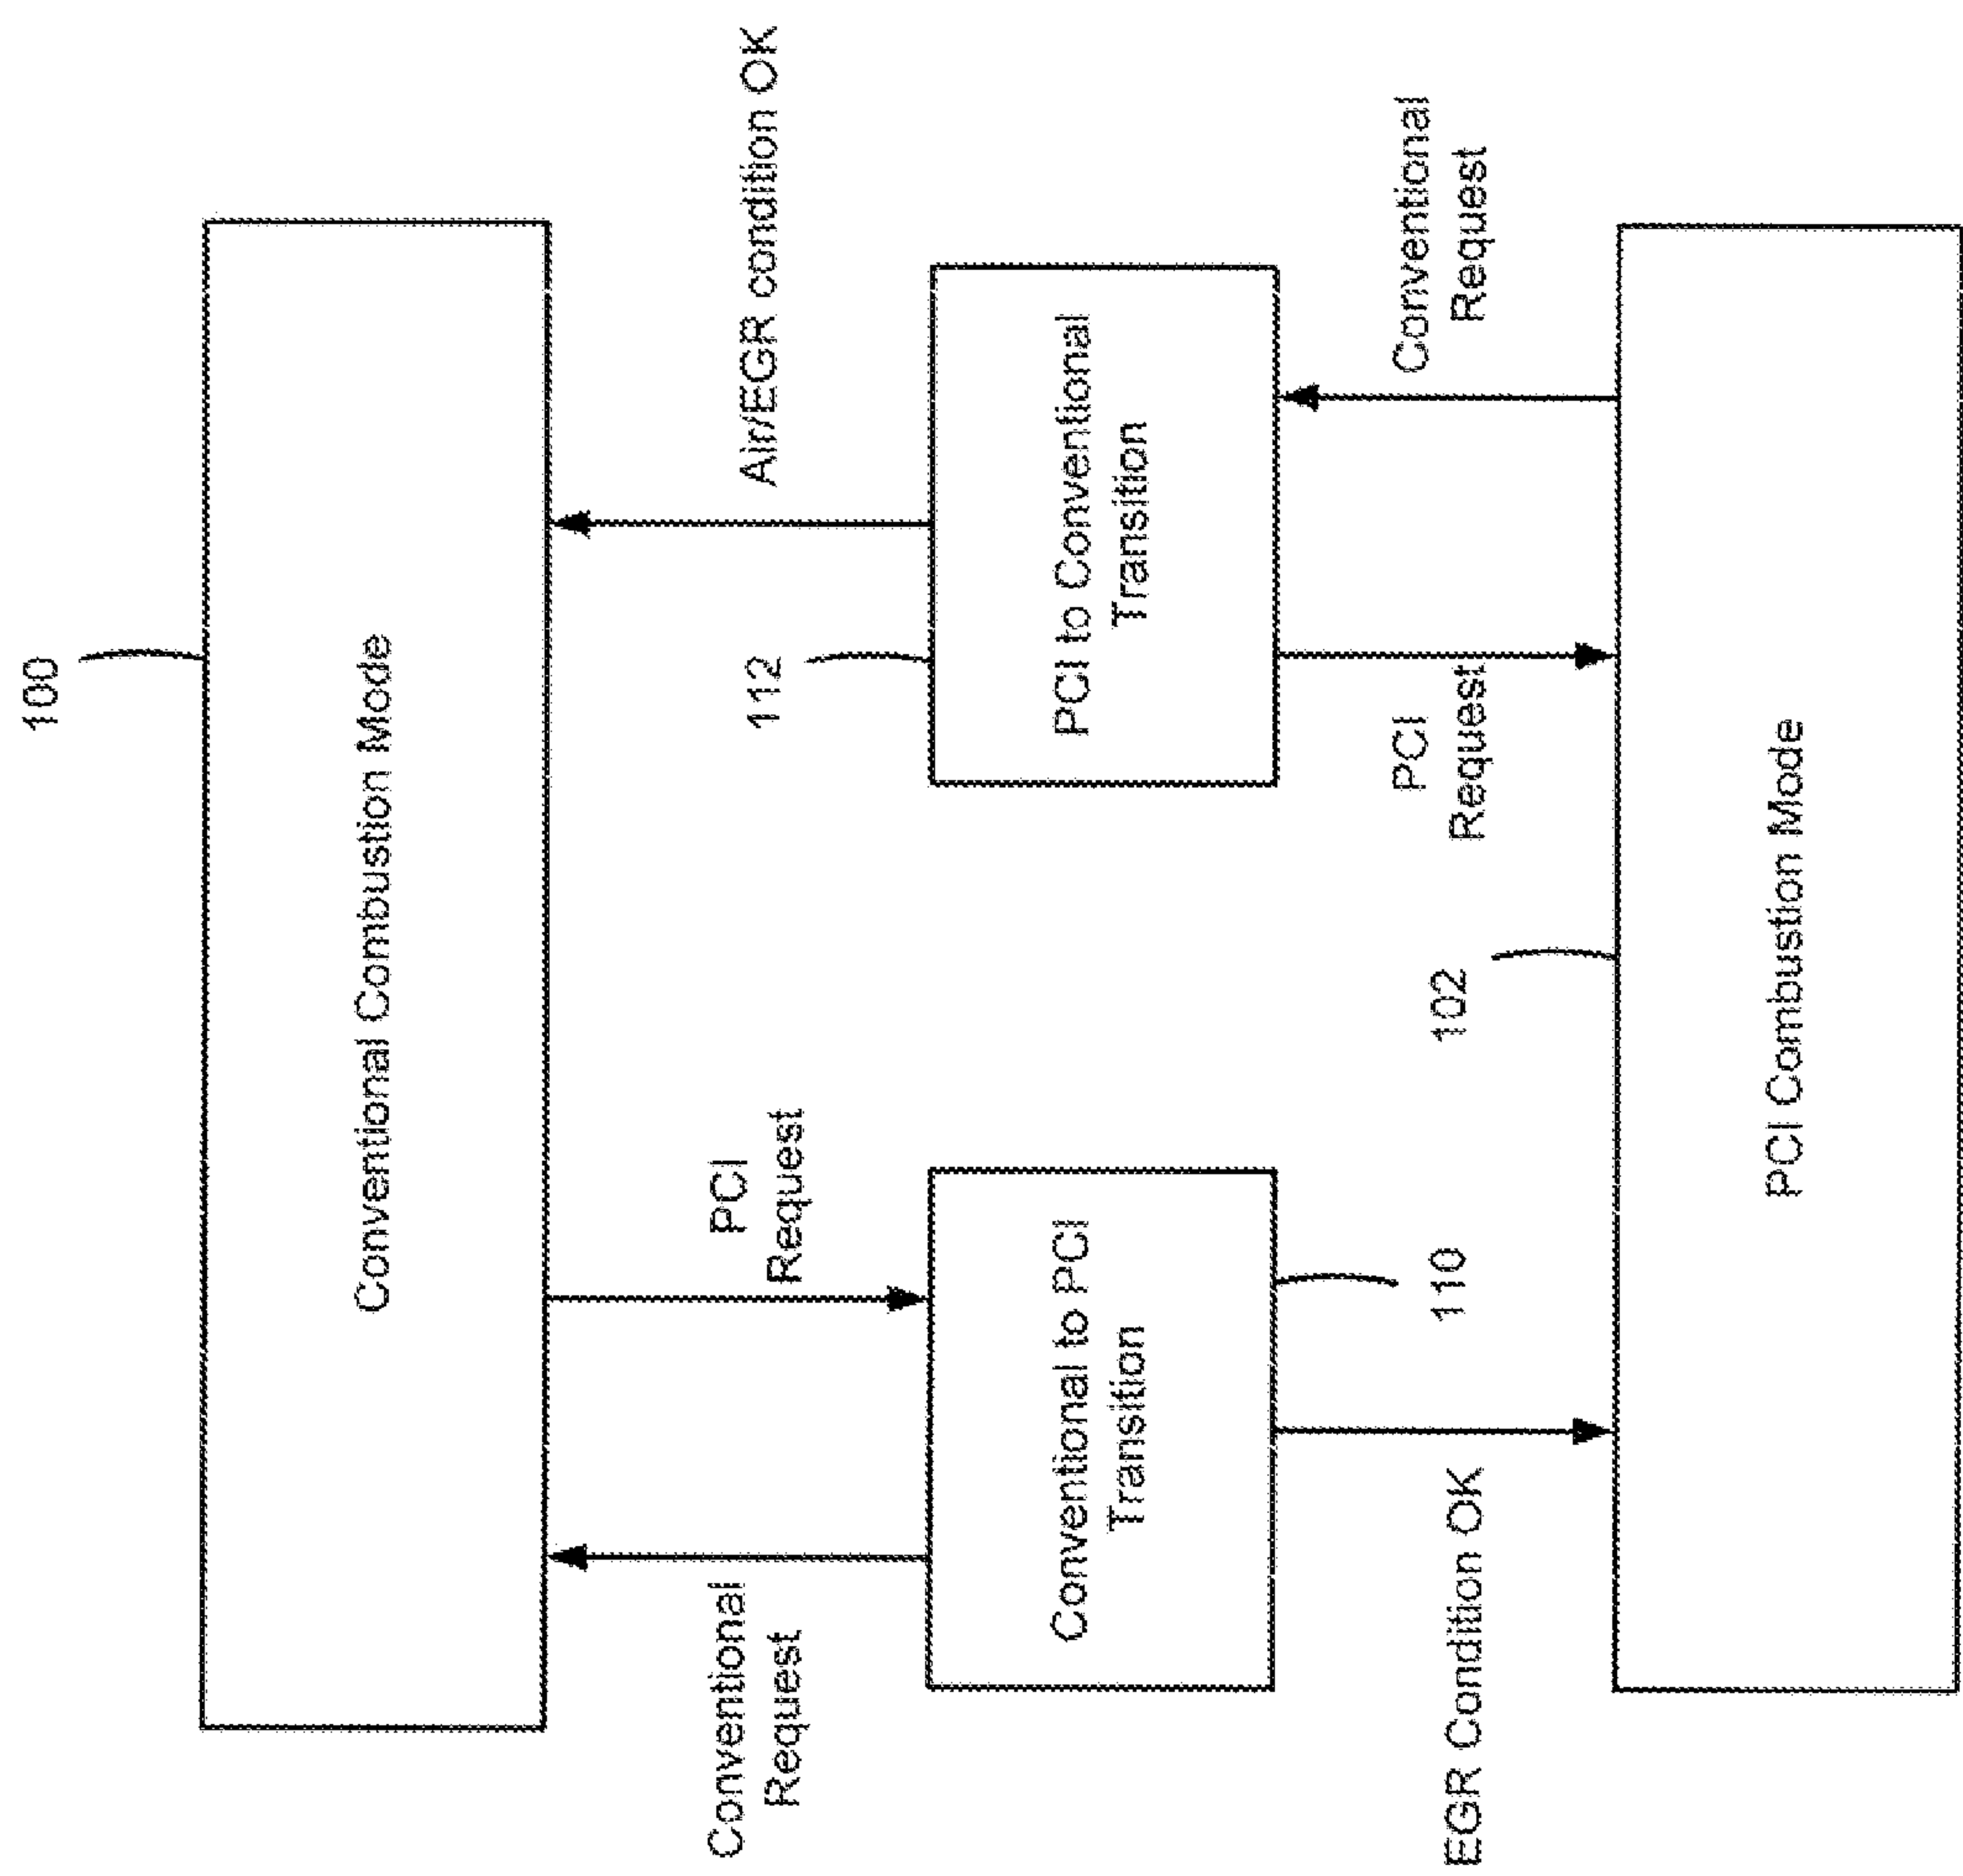 100
Conventional Combustion Mode
Conventional
Request
PCI
Request
112
Air/EGR condition OK
Conventional to PCI
Transition
PCI to Conventional
Transition
EGR Condition OK
110
102
PCI
Request
Conventional
Request
PCI Combustion Mode